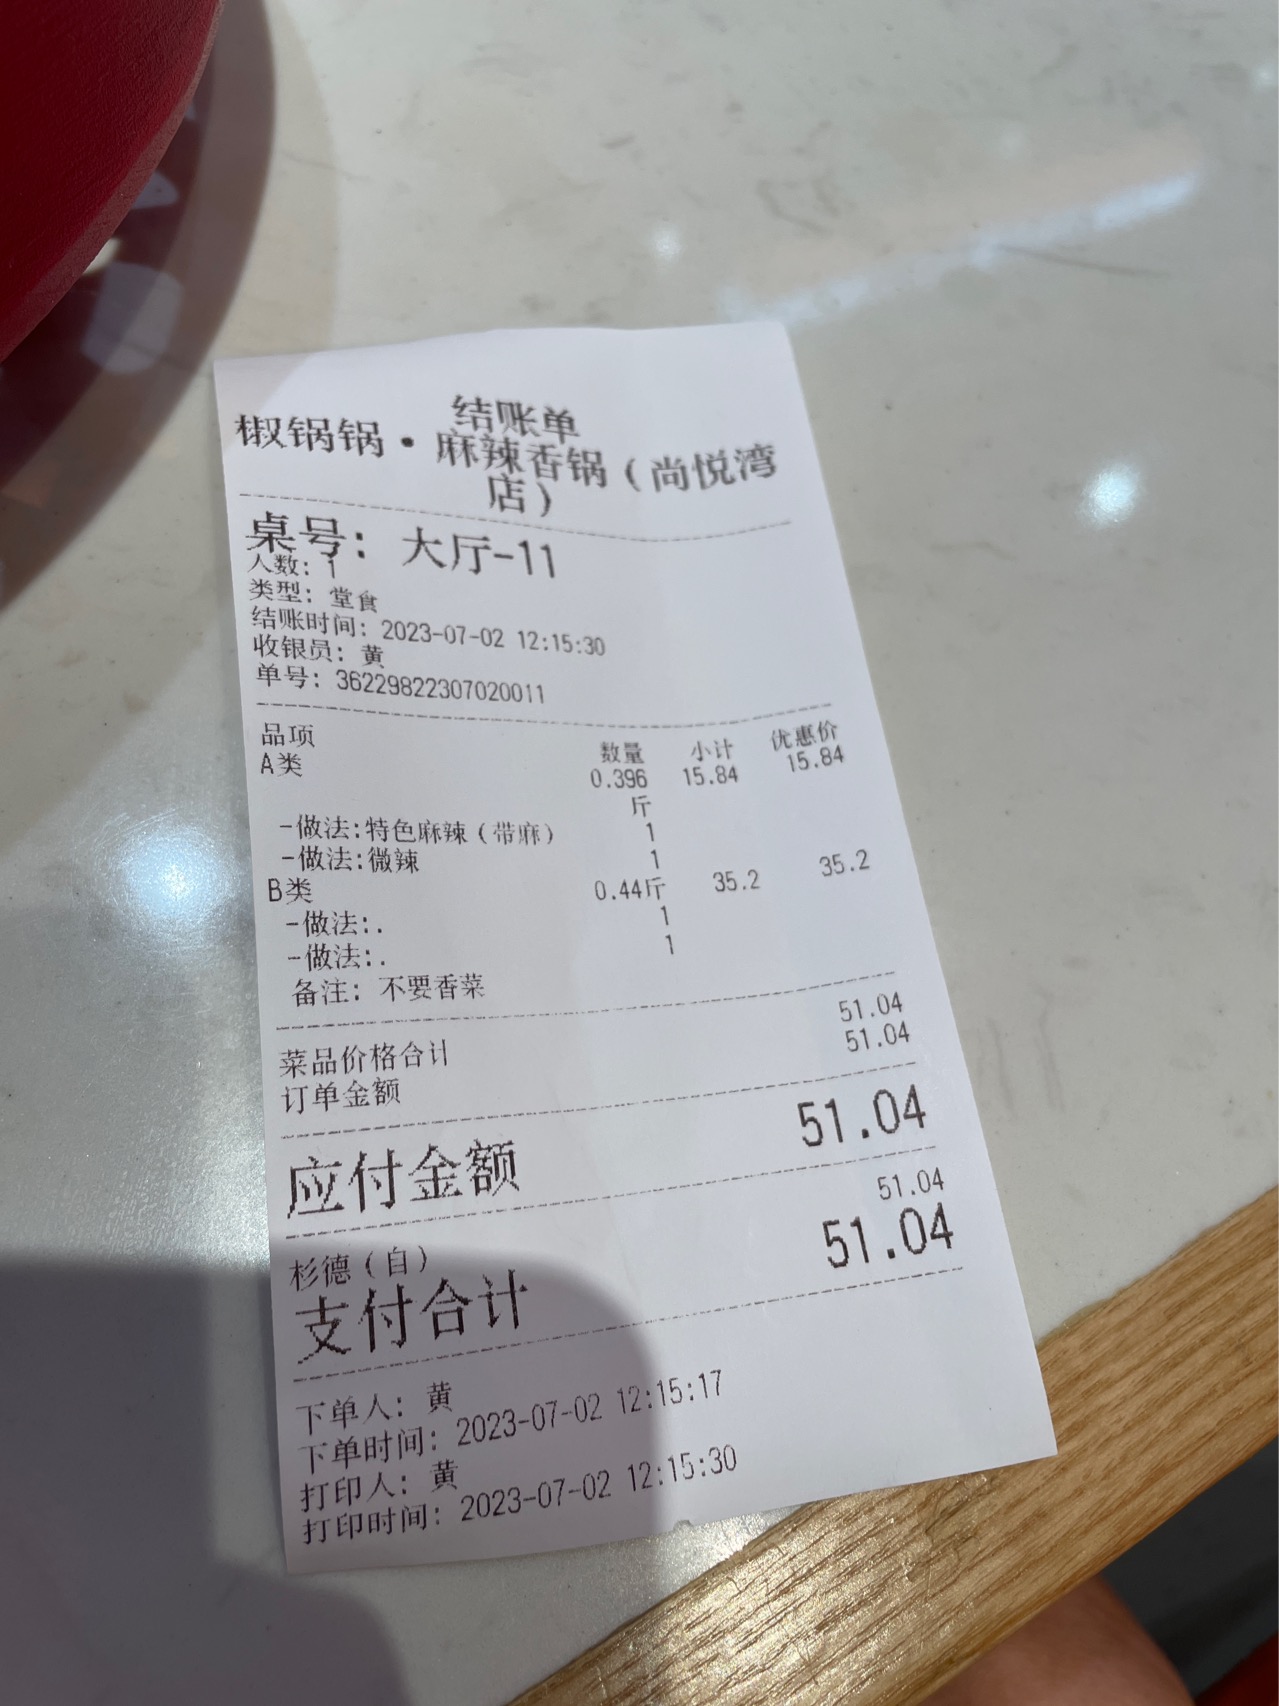 结账单
椒锅锅·麻辣香锅（尚悦湾
店）
桌号：大厅-11
人数：1
类型：堂食
结账时间：2023-07-02 12:15:30
收银员：黄
单号：36229822307020011
品项 数量 小计 优惠价
A类 0.396 15.84 15.84
斤
-做法:特色麻辣（带麻） 1
-做法:微辣 1
B类 0.44斤 35.2 35.2
-做法:. 1
-做法:. 1
备注：不要香菜
菜品价格合计 51.04
订单金额 51.04
应付金额 51.04
杉德（自） 51.04
支付合计 51.04
下单人：黄
下单时间：2023-07-02 12:15:17
打印人：黄
打印时间：2023-07-02 12:15:30